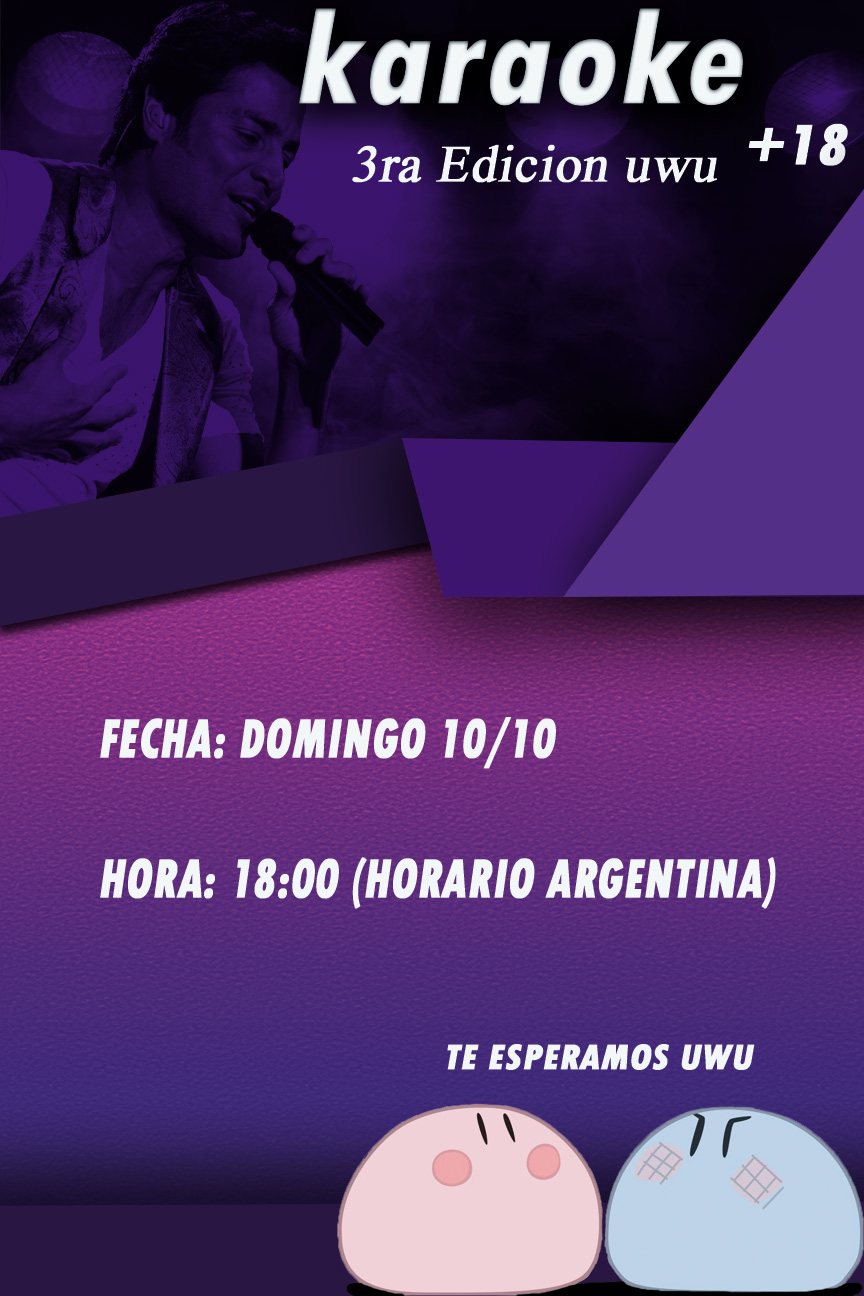 karaoke
3ra Edicion uwu
+18
FECHA: DOMINGO 10/10
HORA: 18:00 (HORARIO ARGENTINA)
TE ESPERAMOS UWU